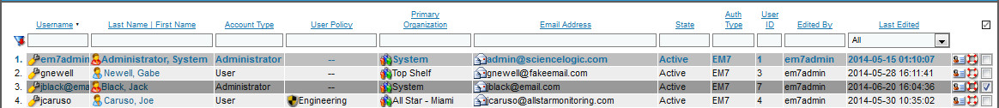 Username Last Name | First Name Account Type User Policy Primary Organization Email Address State Auth Type User ID Edited By Last Edited
All
1. em7admin Administrator, System Administrator -- System admin@sciencelogic.com Active EM7 1 em7admin 2014-05-15 01:10:07
2. gnewell Newell, Gabe User -- Top Shelf gnewell@fakeemail.com Active EM7 3 em7admin 2014-05-28 16:11:41
3. jblack@ema Black, Jack Administrator -- System jblack@email.com Active EM7 7 em7admin 2014-06-20 16:04:36
4. jcaruso Caruso, Joe User Engineering All Star - Miami jcaruso@allstarmonitoring.com Active EM7 4 em7admin 2014-05-30 10:35:02